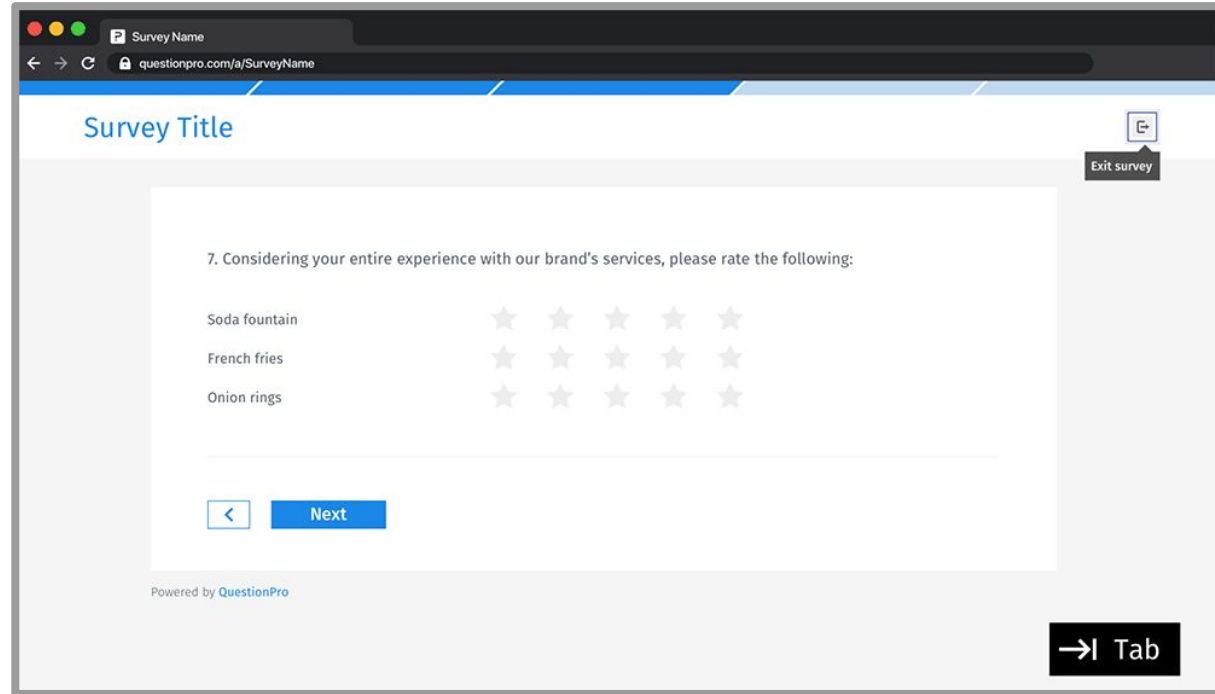 Survey Name
questionpro.com/a/SurveyName
Survey Title
Exit survey
7. Considering your entire experience with our brand’s services, please rate the following:
Soda fountain
French fries
Onion rings
Next
Powered by QuestionPro
Tab